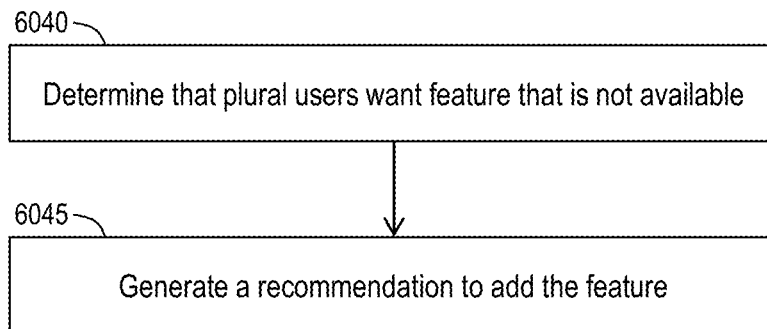 6040
Determine that plural users want feature that is not available
6045
Generate a recommendation to add the feature